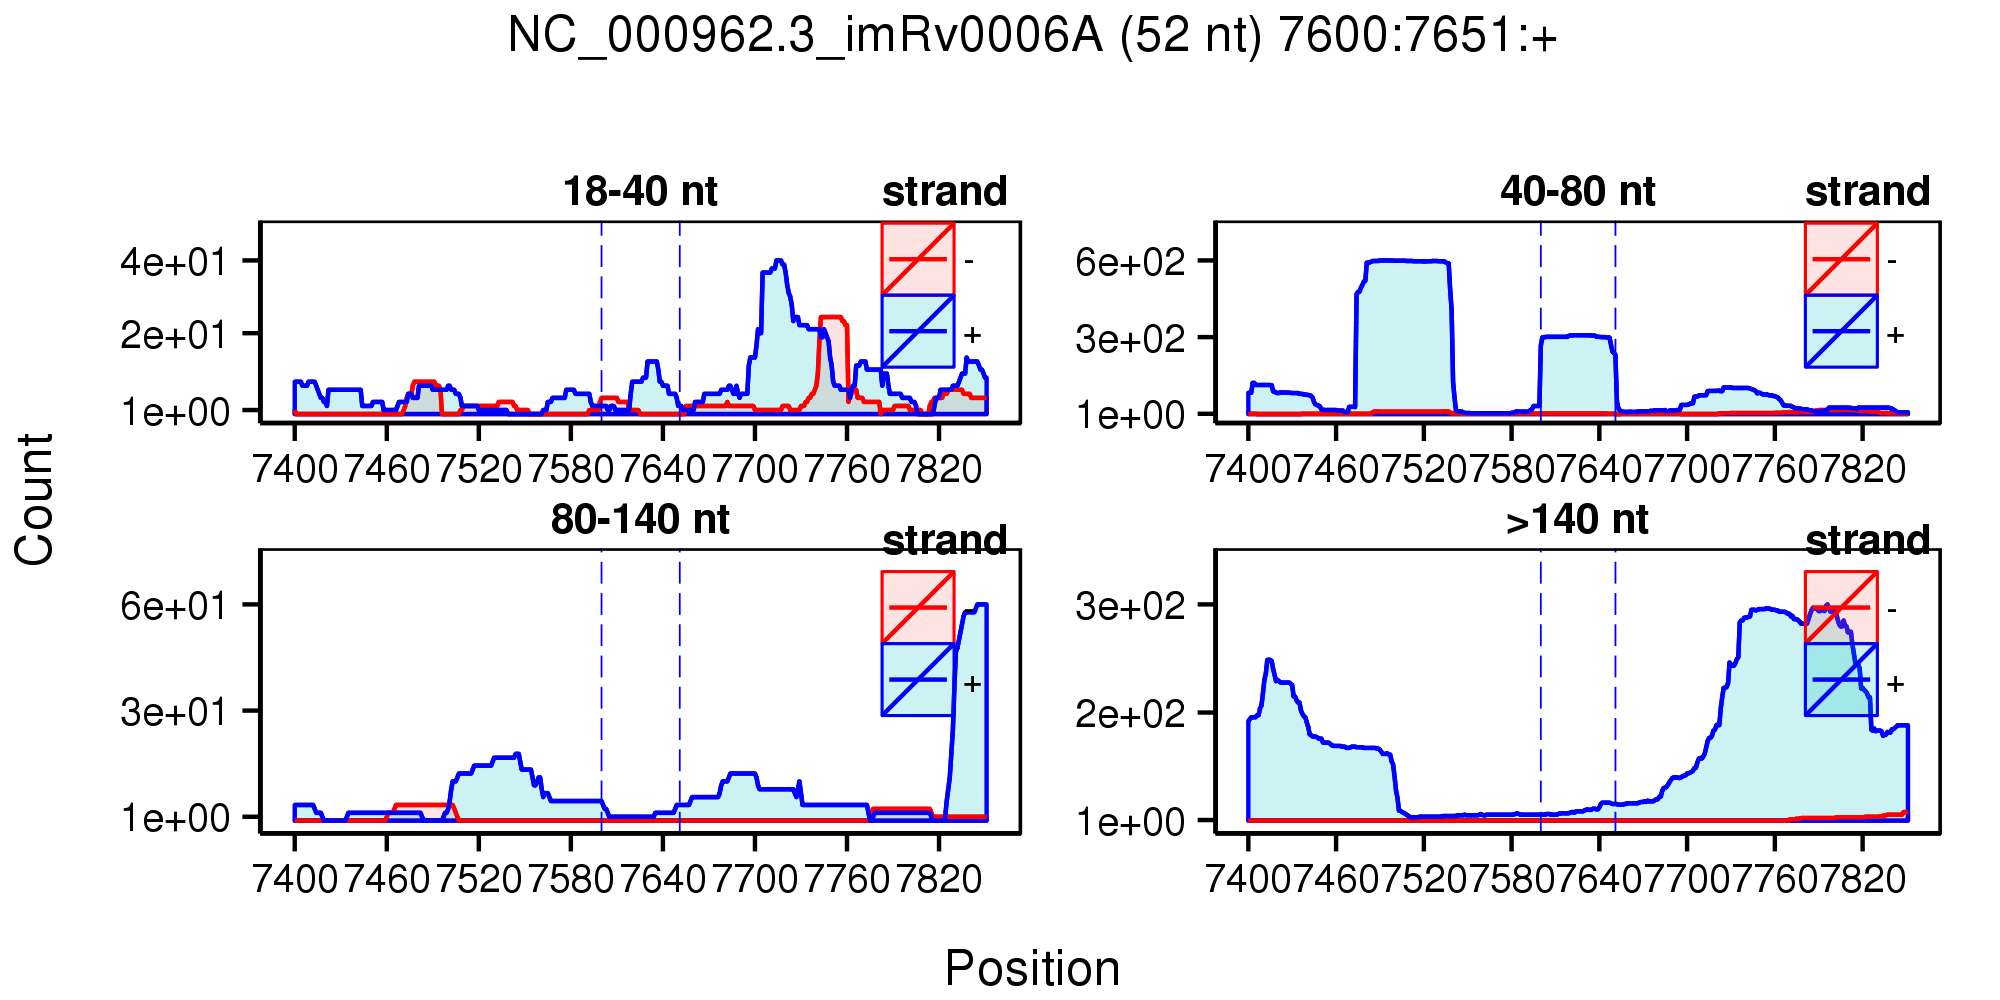 NC_000962.3_imRv0006A (52 nt) 7600:7651:+
18-40 nt
strand
4e+01
2e+01
1e+00
-
+
7400 7460 7520 7580 7640 7700 7760 7820
40-80 nt
strand
6e+02
3e+02
1e+00
-
+
7400 7460 7520 7580 7640 7700 7760 7820
80-140 nt
strand
6e+01
3e+01
1e+00
-
+
7400 7460 7520 7580 7640 7700 7760 7820
>140 nt
strand
3e+02
2e+02
1e+00
-
+
7400 7460 7520 7580 7640 7700 7760 7820
Count
Position